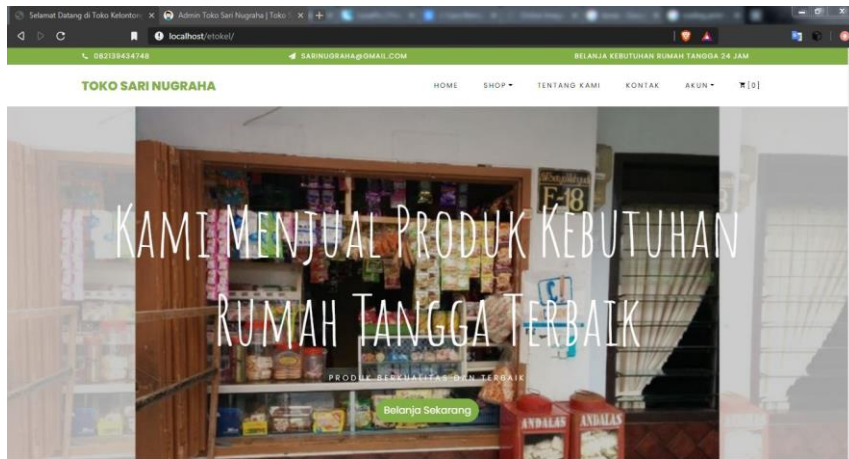 Selamat Datang di Toko Kelonton
Admin Toko Sari Nugraha | Toko
localhost/etokel/
082139434748
SARINUGRAHA@GMAIL.COM
BELANJA KEBUTUHAN RUMAH TANGGA 24 JAM
TOKO SARI NUGRAHA
HOME
SHOP
TENTANG KAMI
KONTAK
AKUN
[0]
F-18
KAMI MENJUAL PRODUK KEBUTUHAN
RUMAH TANGGA TERBAIK
PRODUK BERKUALITAS DAN TERBAIK
Belanja Sekarang
ANDALAS
ANDALAS